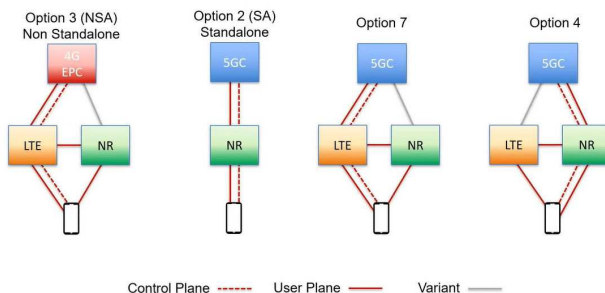 Option 3 (NSA)
Non Standalone
Option 2 (SA)
Standalone
Option 7
Option 4
4G
EPC
5GC
5GC
5GC
LTE
NR
NR
LTE
NR
LTE
NR
Control Plane
User Plane
Variant